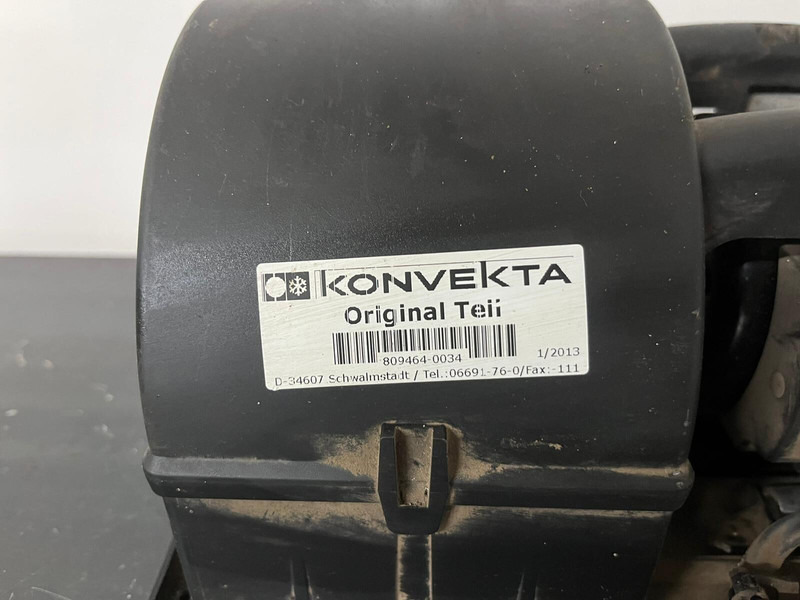 KONVEKTA
Original Teil
809464-0034
1/2013
D-34607 Schwalmstadt / Tel.:06691-76-0/Fax:-111